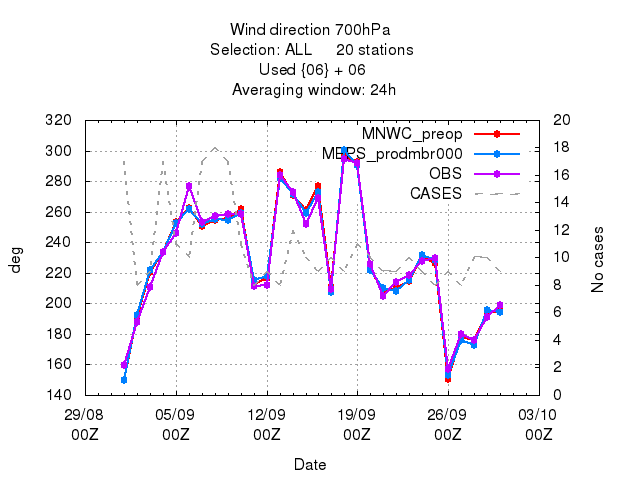 Wind direction 700hPa
Selection: ALL 20 stations
Used {06} + 06
Averaging window: 24h
320 20
300 18
280 16
260 14
240 12
220 10
200 8
180 6
160 4
140 2
0
deg
No cases
MNWC_preop
MEPS_prodmbr000
OBS
CASES
29/08 05/09 12/09 19/09 26/09 03/10
00Z 00Z 00Z 00Z 00Z 00Z
Date